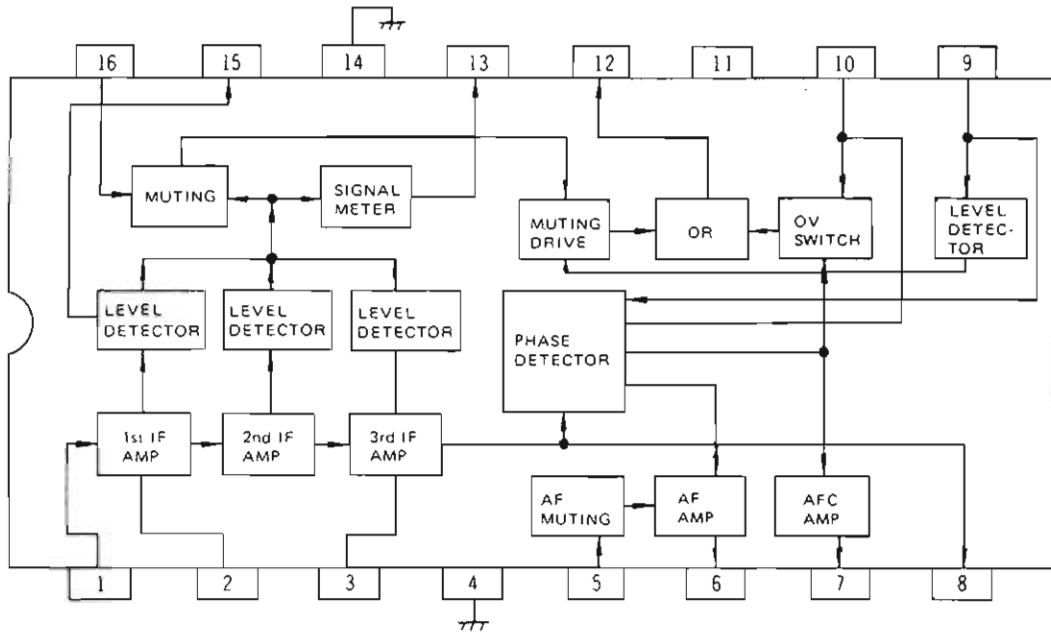 16 15 14 13 12 11 10 9
MUTING
SIGNAL
METER
MUTING
DRIVE
OR
OV
SWITCH
LEVEL
DETEC-
TOR
LEVEL
DETECTOR
LEVEL
DETECTOR
LEVEL
DETECTOR
PHASE
DETECTOR
1st IF
AMP
2nd IF
AMP
3rd IF
AMP
AF
MUTING
AF
AMP
AFC
AMP
1 2 3 4 5 6 7 8